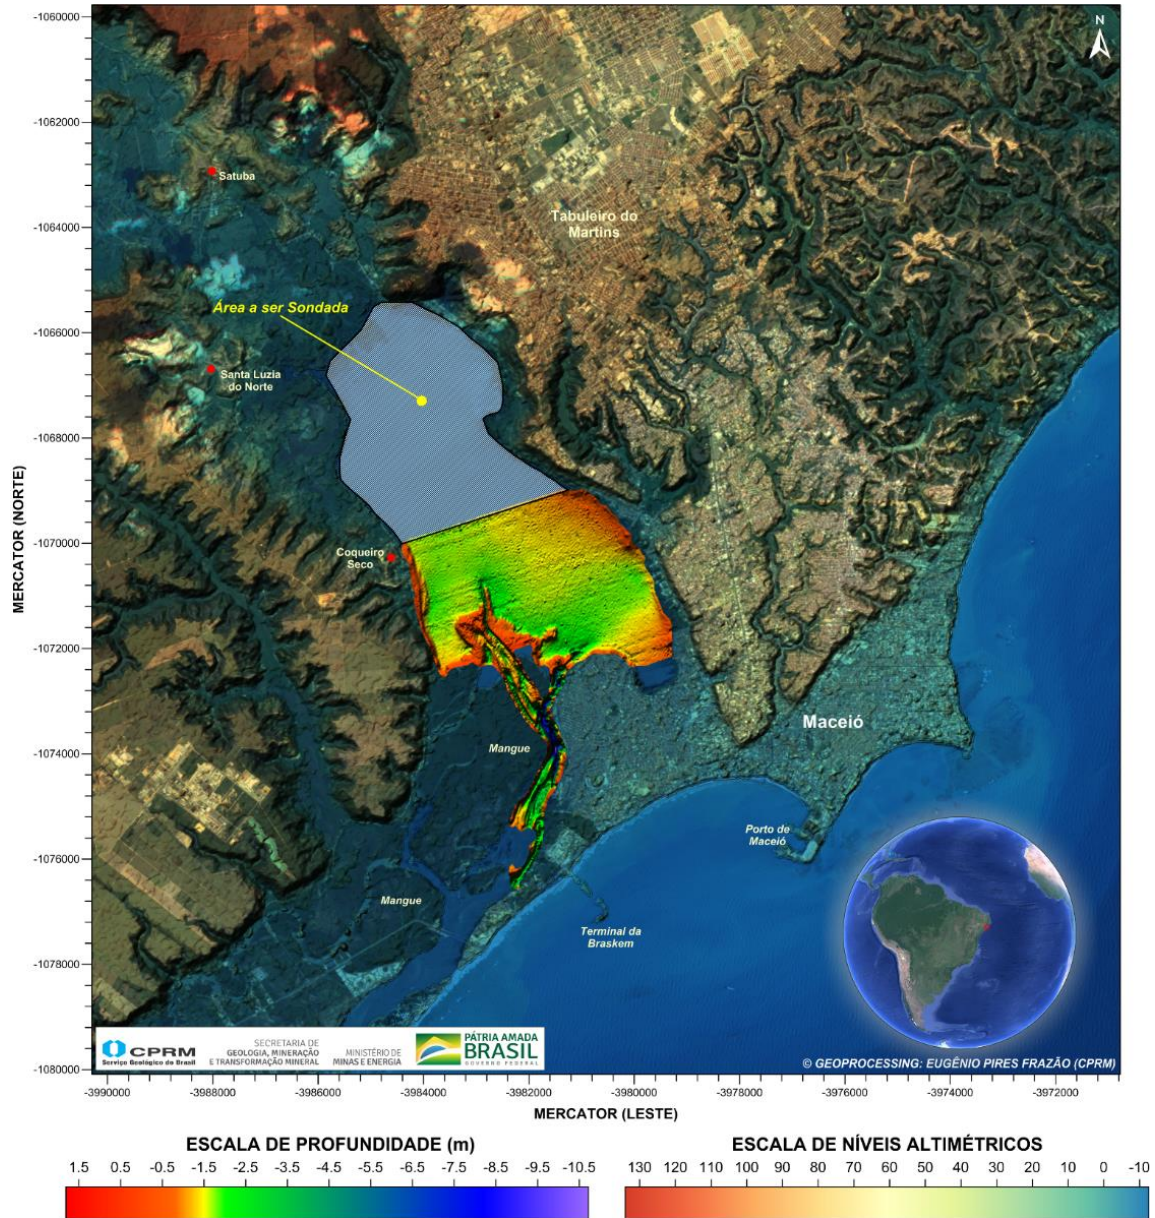 N
-1060000
-1062000
-1064000
-1066000
-1068000
-1070000
-1072000
-1074000
-1076000
-1078000
-1080000
MERCATOR (NORTE)
Satuba
Tabuleiro do
Martins
Área a ser Sondada
Santa Luzia
do Norte
Coqueiro
Seco
Maceió
Mangue
Porto de
Maceió
Mangue
Terminal da
Braskem
CPRM
Serviço Geológico do Brasil
SECRETARIA DE
GEOLOGIA, MINERAÇÃO
E TRANSFORMAÇÃO MINERAL
MINISTÉRIO DE
MINAS E ENERGIA
PÁTRIA AMADA
BRASIL
GOVERNO FEDERAL
© GEOPROCESSING: EUGÊNIO PIRES FRAZÃO (CPRM)
-3990000 -3988000 -3986000 -3984000 -3982000 -3980000 -3978000 -3976000 -3974000 -3972000
MERCATOR (LESTE)
ESCALA DE PROFUNDIDADE (m)
1.5 0.5 -0.5 -1.5 -2.5 -3.5 -4.5 -5.5 -6.5 -7.5 -8.5 -9.5 -10.5
ESCALA DE NÍVEIS ALTIMÉTRICOS
130 120 110 100 90 80 70 60 50 40 30 20 10 0 -10